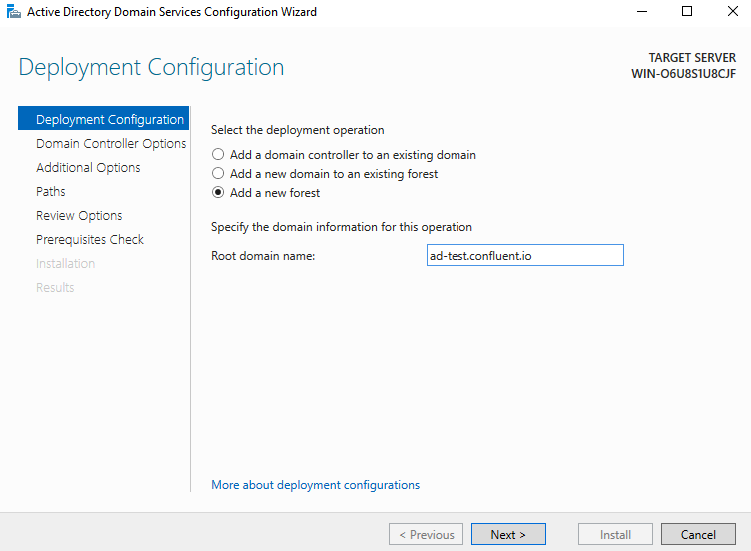 Active Directory Domain Services Configuration Wizard
Deployment Configuration
TARGET SERVER
WIN-O6U8S1U8CJF
Deployment Configuration
Domain Controller Options
Additional Options
Paths
Review Options
Prerequisites Check
Installation
Results
Select the deployment operation
Add a domain controller to an existing domain
Add a new domain to an existing forest
Add a new forest
Specify the domain information for this operation
Root domain name: ad-test.confluent.io
More about deployment configurations
< Previous Next > Install Cancel